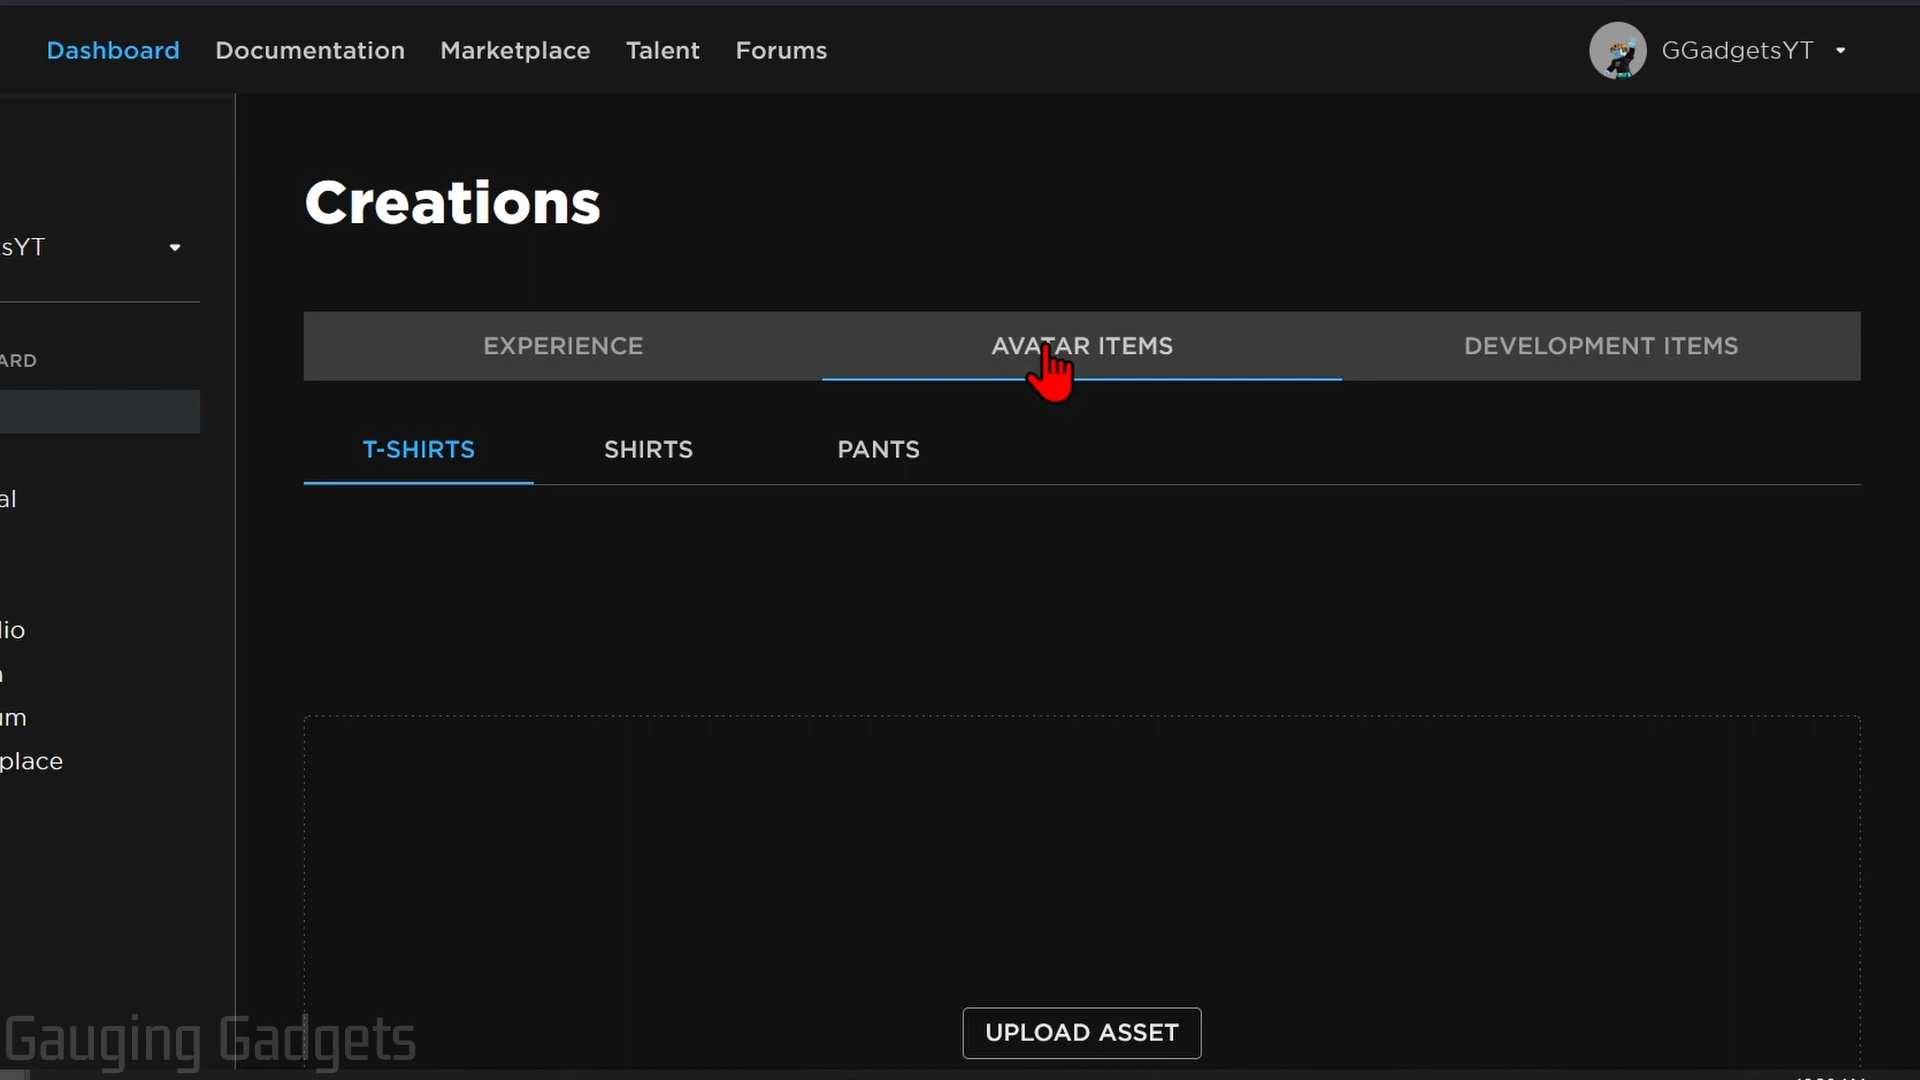 Dashboard Documentation Marketplace Talent Forums GGadgetsYT
Creations
sYT
EXPERIENCE AVATAR ITEMS DEVELOPMENT ITEMS
ARD
T-SHIRTS SHIRTS PANTS
al
dio
um
place
UPLOAD ASSET
Gauging Gadgets